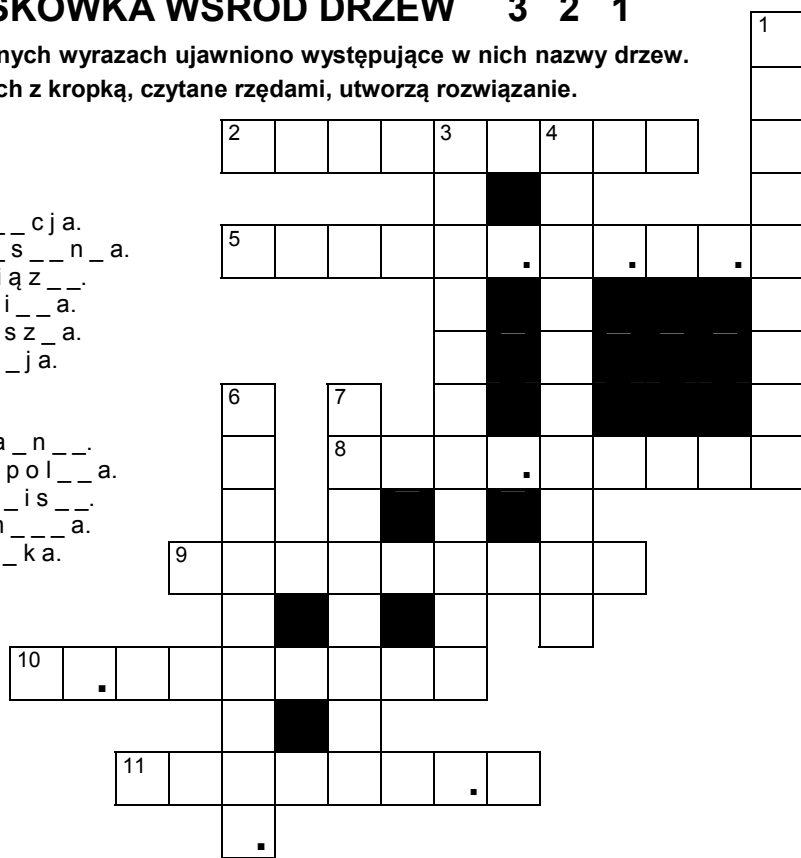 SKÓWKA WŚRÓD DRZEW 3 2 1
1
nych wyrazach ujawniono występujące w nich nazwy drzew.
ch z kropką, czytane rzędami, utworzą rozwiązanie.
2 3 4
_ _ c j a.
_ s _ _ n _ a.
5
i ą z _ _.
. . .
i _ _ a.
s z _ a.
_ j a.
6 7
a _ n _ _.
8
p o l _ _ a.
.
_ i s _ _.
n _ _ _ a.
_ k a.
9
10
.
11
.
.